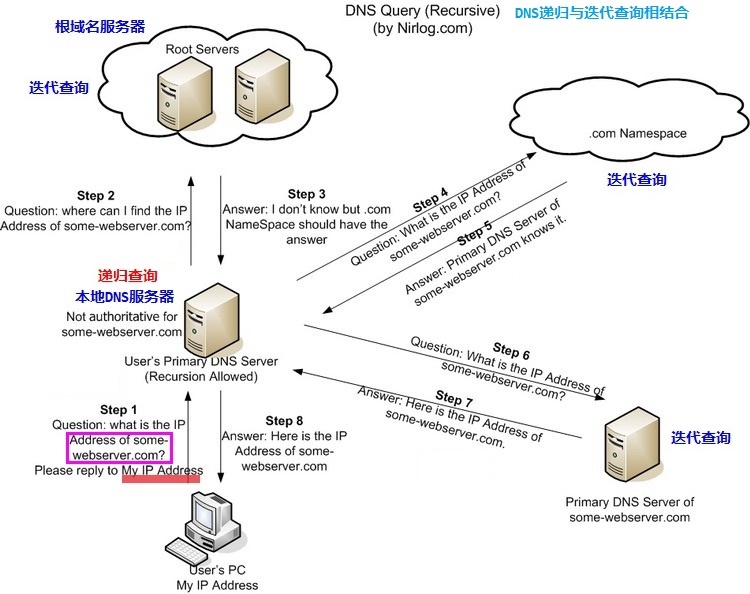 DNS Query (Recursive)
(by Nirlog.com)
DNS递归与迭代查询相结合
根域名服务器
Root Servers
迭代查询
.com Namespace
迭代查询
Step 2
Question: where can I find the IP
Address of some-webserver.com?
Step 3
Answer: I don't know but .com
NameSpace should have the
answer
Step 4
Question: What is the IP Address of
some-webserver.com?
Step 5
Answer: Primary DNS Server of
some-webserver.com knows it.
递归查询
本地DNS服务器
Not authoritative for
some-webserver.com
User's Primary DNS Server
(Recursion Allowed)
Step 6
Question: What is the IP Address of
some-webserver.com?
Step 7
Answer: Here is the IP Address of
some-webserver.com.
Step 1
Question: what is the IP
Address of some-
webserver.com?
Please reply to My IP Address
Step 8
Answer: Here is the IP
Address of some-
webserver.com
迭代查询
Primary DNS Server of
some-webserver.com
User's PC
My IP Address